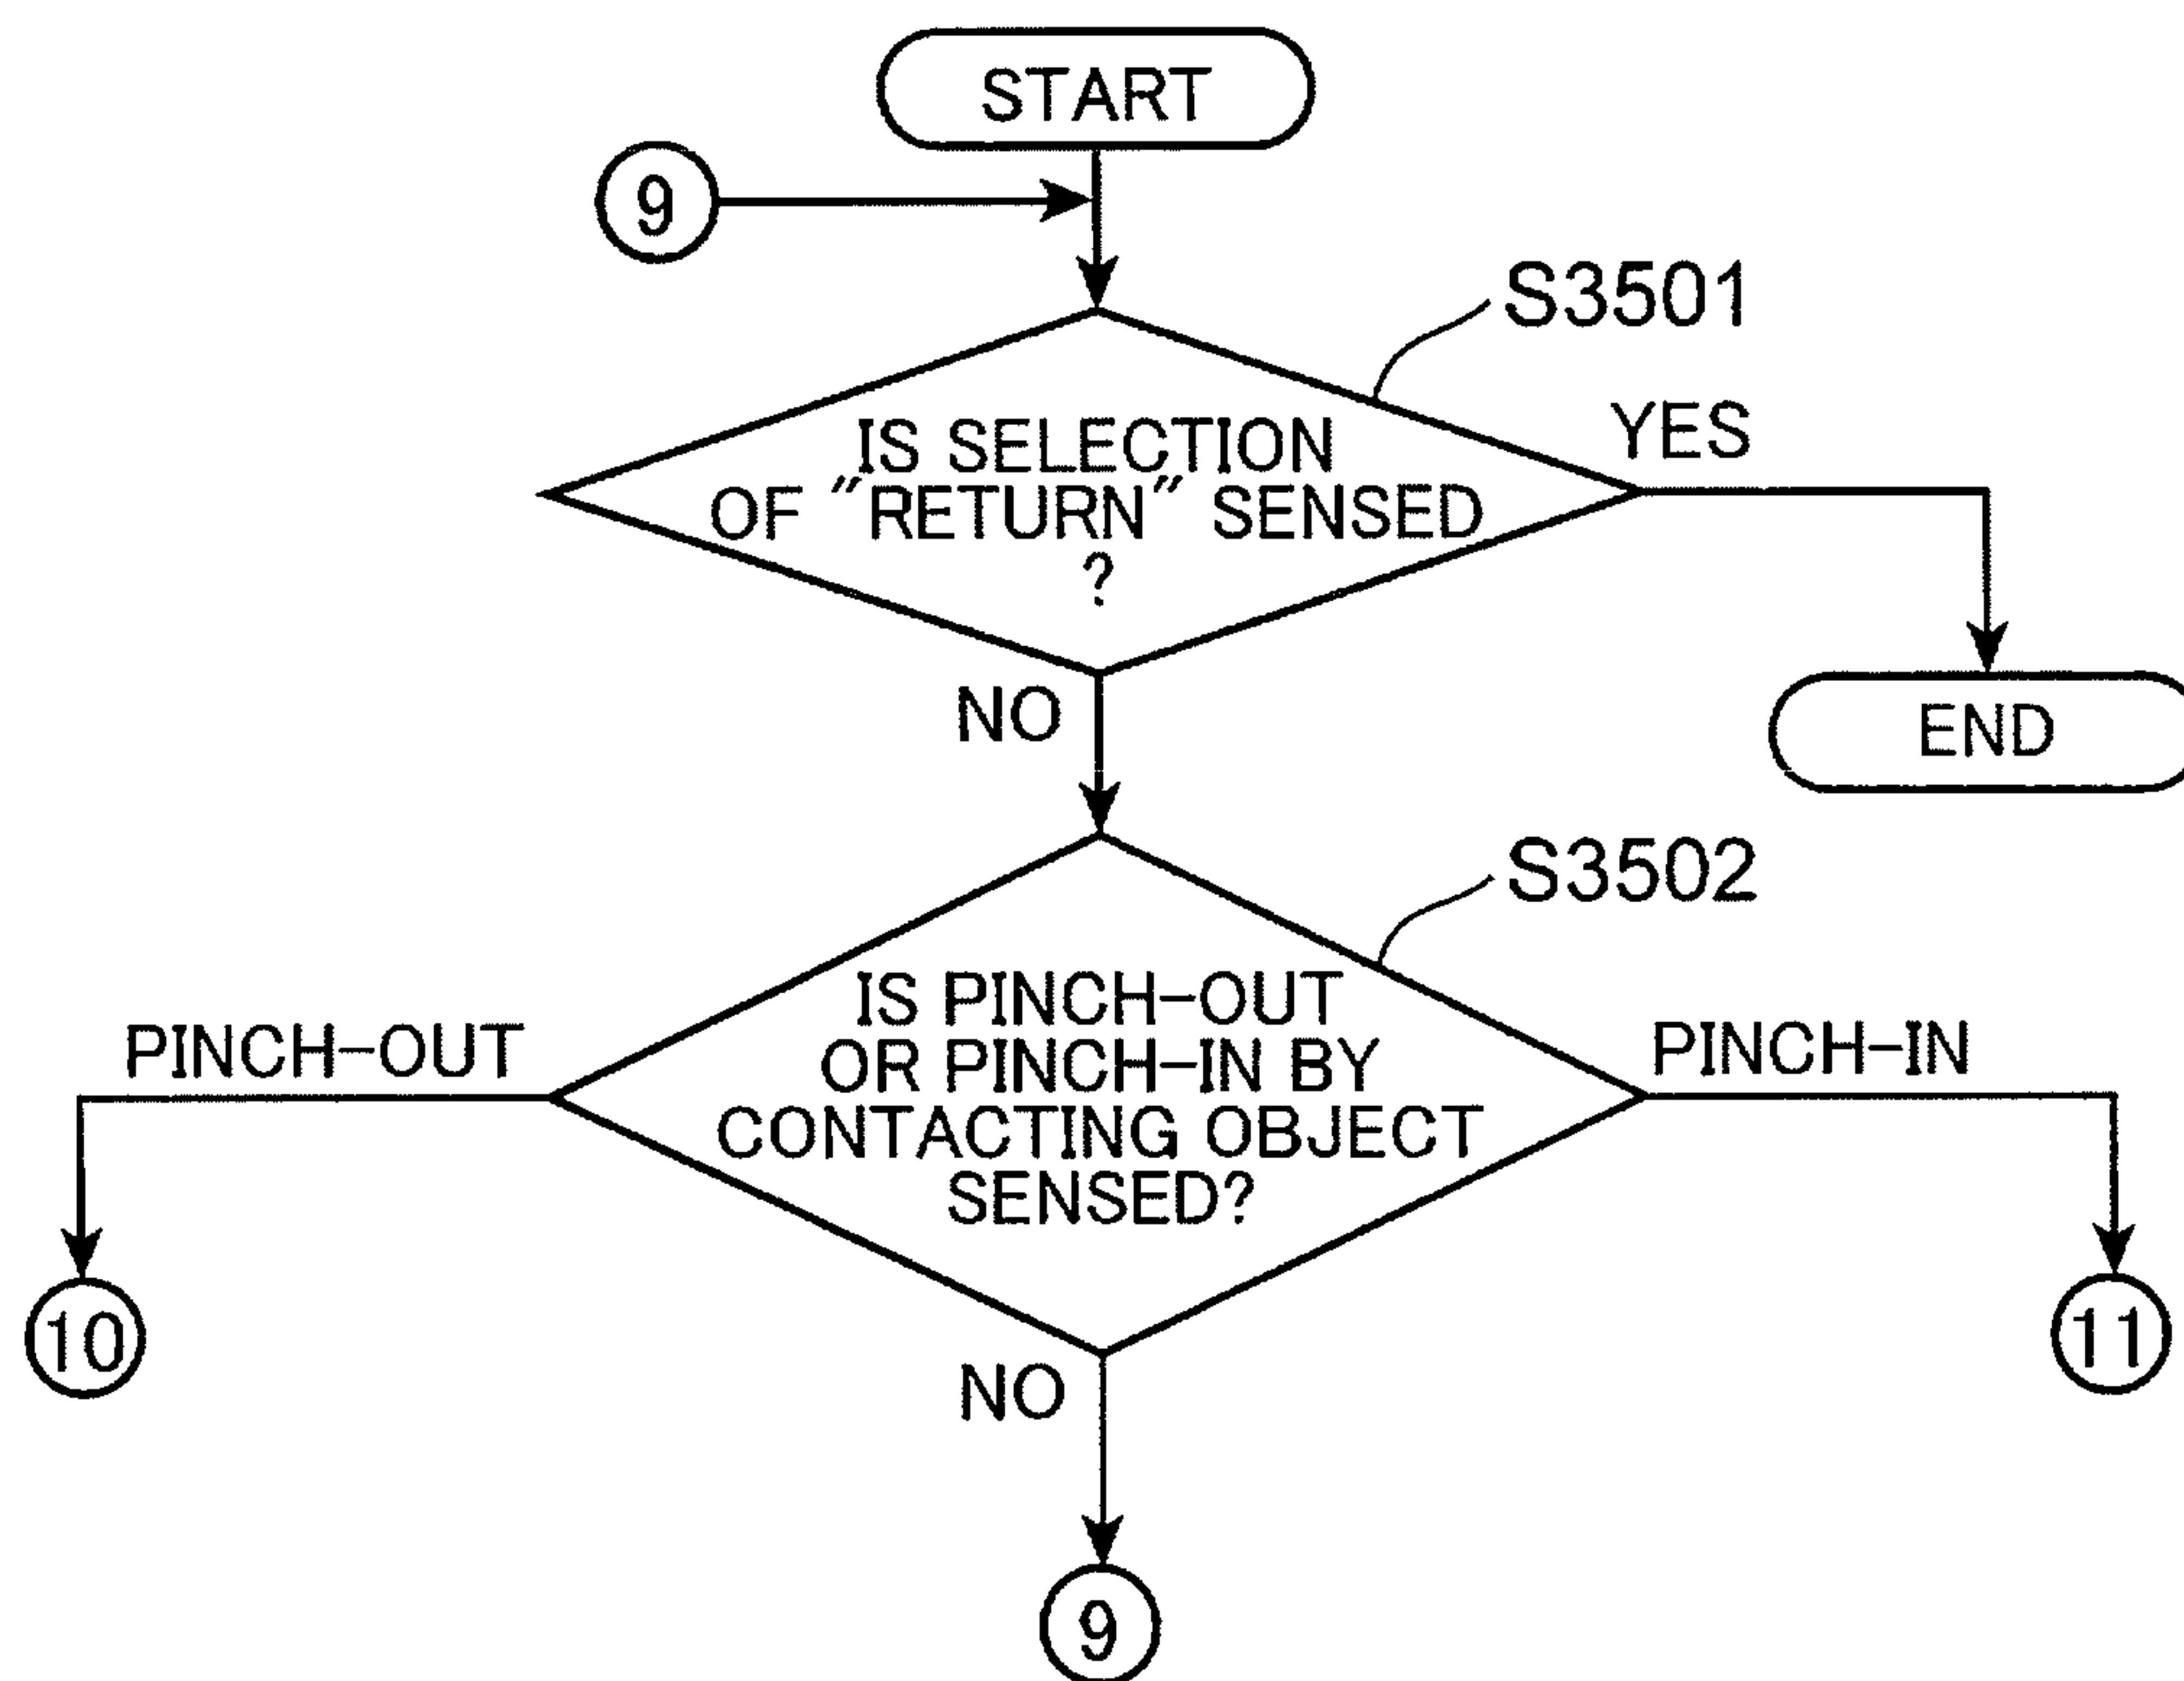 START
9
S3501
IS SELECTION
OF "RETURN" SENSED
?
YES
NO
END
S3502
IS PINCH-OUT
OR PINCH-IN BY
CONTACTING OBJECT
SENSED?
PINCH-OUT
PINCH-IN
10
11
NO
9